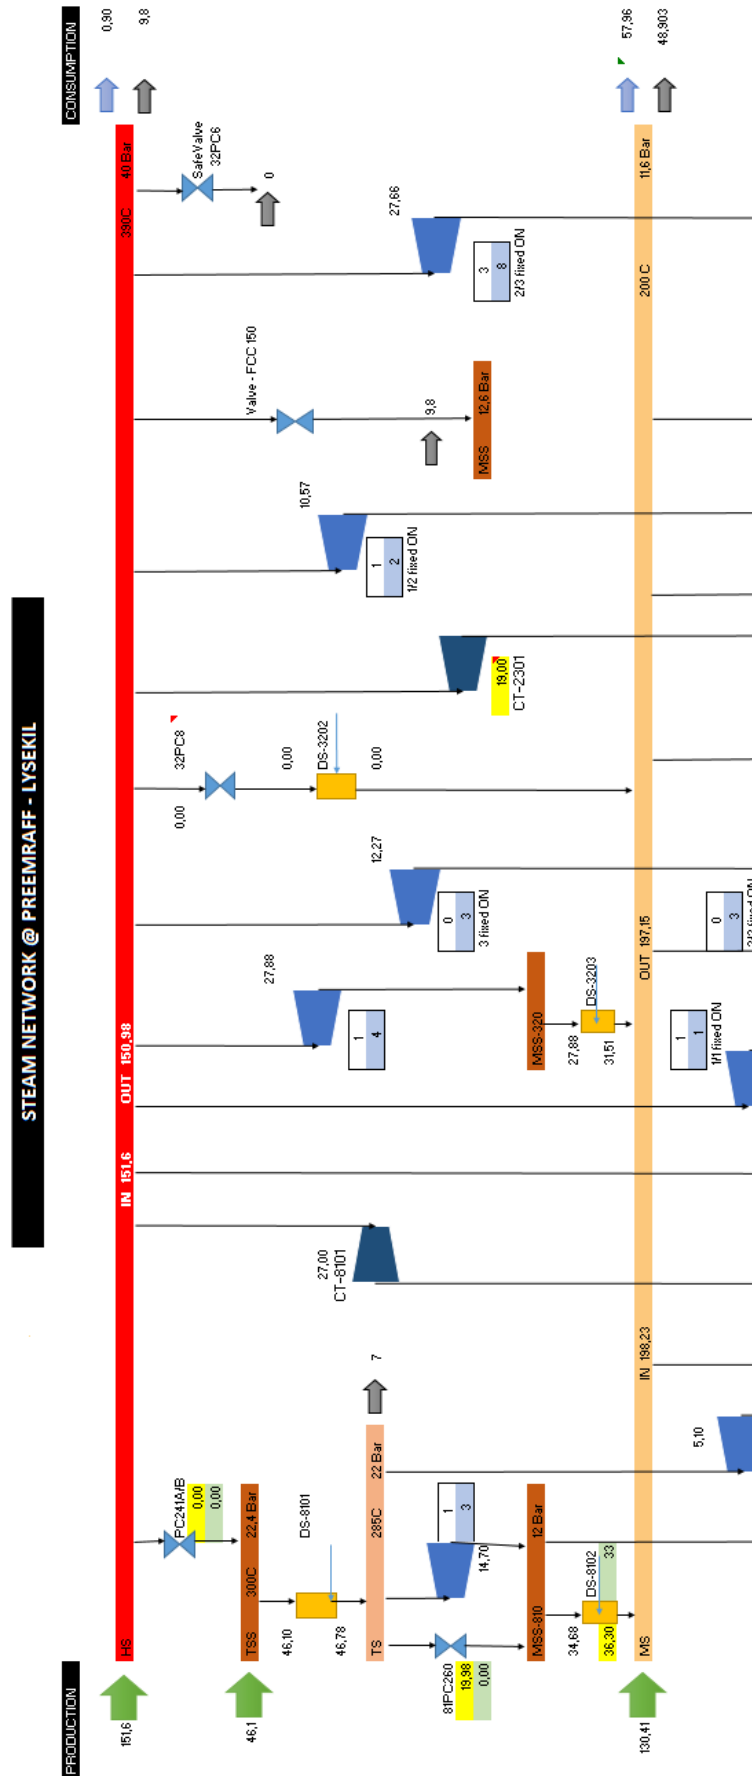 STEAM NETWORK @ PREEMRAFF - LYSEKIL
PRODUCTION
CONSUMPTION
151,6
HS
IN 151,6
OUT 150,98
390C
40 Bar
0,90
9,8
PC241A/B
0,00
0,00
32PC8
0,00
0,00
DS-3202
0,00
Valve - FCC 150
9,8
MSS
12,6 Bar
SafeValve
32PC6
0
46,1
TSS
300C
22,4 Bar
46,10
DS-8101
46,78
TS
285C
22 Bar
7
27,00
CT-8101
27,88
1
4
12,27
0
3
3 fixed ON
19,00
CT-2301
10,57
1
2
1/2 fixed ON
27,66
3
8
2/3 fixed ON
81PC260
19,98
0,00
14,70
1
3
MSS-810
12 Bar
34,68
DS-8102
36,30
33
MSS-320
27,88
DS-3203
31,51
130,41
MS
IN 198,23
OUT 197,15
200 C
11,6 Bar
57,96
48,903
5,10
1
1
1/1 fixed ON
0
3